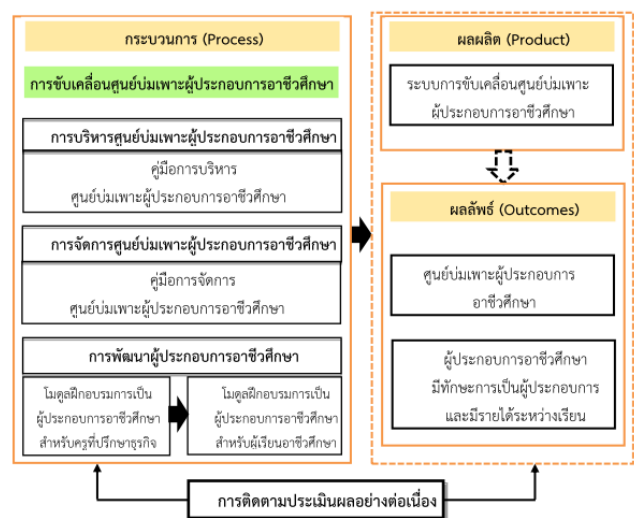 กระบวนการ (Process)
การขับเคลื่อนศูนย์บ่มเพาะผู้ประกอบการอาชีวศึกษา
การบริหารศูนย์บ่มเพาะผู้ประกอบการอาชีวศึกษา
คู่มือการบริหาร
ศูนย์บ่มเพาะผู้ประกอบการอาชีวศึกษา
การจัดการศูนย์บ่มเพาะผู้ประกอบการอาชีวศึกษา
คู่มือการจัดการ
ศูนย์บ่มเพาะผู้ประกอบการอาชีวศึกษา
การพัฒนาผู้ประกอบการอาชีวศึกษา
โมดูลฝึกอบรมการเป็น
ผู้ประกอบการอาชีวศึกษา
สำหรับครูที่ปรึกษาธุรกิจ
โมดูลฝึกอบรมการเป็น
ผู้ประกอบการอาชีวศึกษา
สำหรับผู้เรียนอาชีวศึกษา
ผลผลิต (Product)
ระบบการขับเคลื่อนศูนย์บ่มเพาะ
ผู้ประกอบการอาชีวศึกษา
ผลลัพธ์ (Outcomes)
ศูนย์บ่มเพาะผู้ประกอบการ
อาชีวศึกษา
ผู้ประกอบการอาชีวศึกษา
มีทักษะการเป็นผู้ประกอบการ
และมีรายได้ระหว่างเรียน
การติดตามประเมินผลอย่างต่อเนื่อง